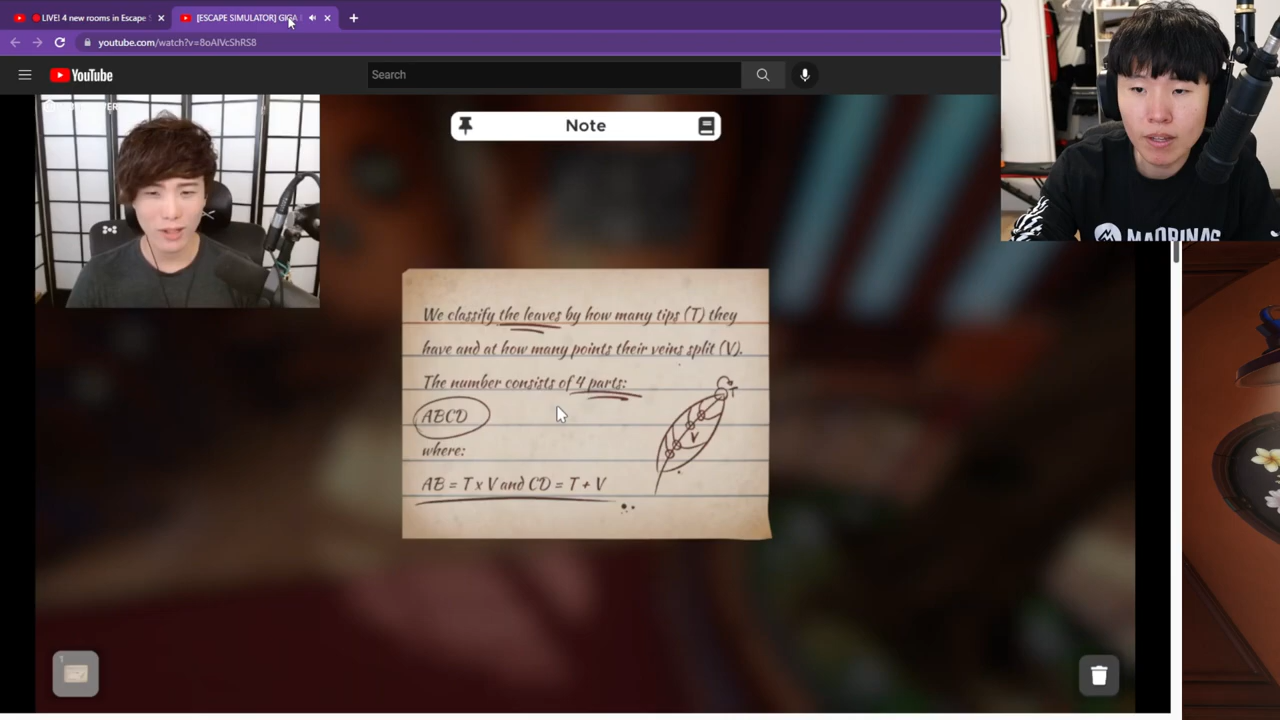 LIVE! 4 new rooms in Escape
[ESCAPE SIMULATOR] GIGA
youtube.com/watch?v=8oAlVcShRS8
YouTube
Search
Note
We classify the leaves by how many tips (T) they
have and at how many points their veins split (V).
The number consists of 4 parts:
ABCD
where:
AB = T x V and CD = T + V
T
V